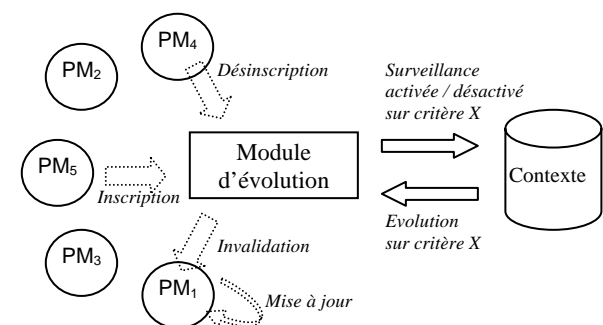 PM4
PM2
Désinscription
Surveillance
activée / désactivé
sur critère X
PM5
Inscription
Module
d'évolution
Contexte
Evolution
sur critère X
PM3
Invalidation
PM1
Mise à jour